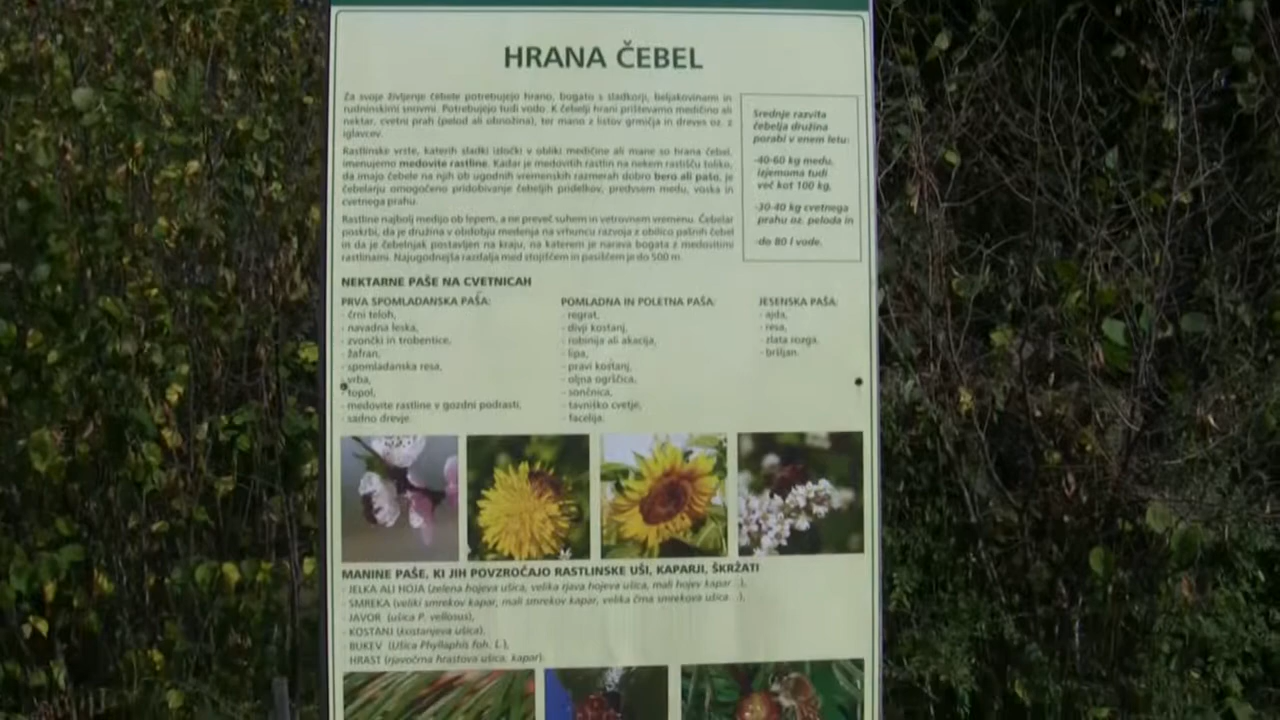 HRANA ČEBEL
Za svoje življenje čebele potrebujejo hrano, bogato s sladkorji, beljakovinami in
rudninskimi snovmi. Potrebujejo tudi vodo. K čebelji hrani prištevamo medičino ali
nektar, cvetni prah (pelod ali obnožina), ter mano z listov grmičja in dreves oz. z
iglavcev.
Rastlinske vrste, katerih sladki izločki v obliki medičine ali mane so hrana čebel,
imenujemo medovite rastline. Kadar je medovitih rastlin na nekem rastišču toliko,
da imajo čebele na njih ob ugodnih vremenskih razmerah dobro bero ali pašo, je
čebelarju omogočeno pridobivanje čebeljih pridelkov, predvsem medu, voska in
cvetnega prahu.
Rastline najbolj medijo ob lepem, a ne preveč suhem in vetrovnem vremenu. Čebelar
poskrbi, da je družina v obdobju medenja na vrhuncu razvoja z obilico pašnih čebel
in da je čebelnjak postavljen na kraju, na katerem je narava bogata z medovitimi
rastlinami. Najugodnejša razdalja med stojiščem in pasiščem je do 500 m.
Srednje razvita
čebelja družina
porabi v enem letu:
-40-60 kg medu,
izjemoma tudi
več kot 100 kg,
-30-40 kg cvetnega
prahu oz. peloda in
-do 80 l vode.
NEKTARNE PAŠE NA CVETNICAH
PRVA SPOMLADANSKA PAŠA:
- črni teloh,
- navadna leska,
- zvončki in trobentice,
- žafran,
- spomladanska resa,
- vrba,
- topol,
- medovite rastline v gozdni podrasti,
- sadno drevje.
POMLADNA IN POLETNA PAŠA:
- regrat,
- divji kostanj,
- robinija ali akacija,
- lipa,
- pravi kostanj,
- oljna ogrščica,
- sončnica,
- travniško cvetje,
- facelija.
JESENSKA PAŠA:
- ajda,
- resa,
- zlata rozga,
- bršljan.
MANINE PAŠE, KI JIH POVZROČAJO RASTLINSKE UŠI, KAPARJI, ŠKRŽATI
- JELKA ALI HOJA (zelena hojeva ušica, velika rjava hojeva ušica, mali hojev kapar ..),
- SMREKA (veliki smrekov kapar, mali smrekov kapar, velika črna smrekova ušica ..),
- JAVOR (ušica P. vellosus),
- KOSTANJ (kostanjeva ušica),
- BUKEV (Ušica Phyllaphis foh. L.),
HRAST (rjavočrna hrastova ušica, kapar).